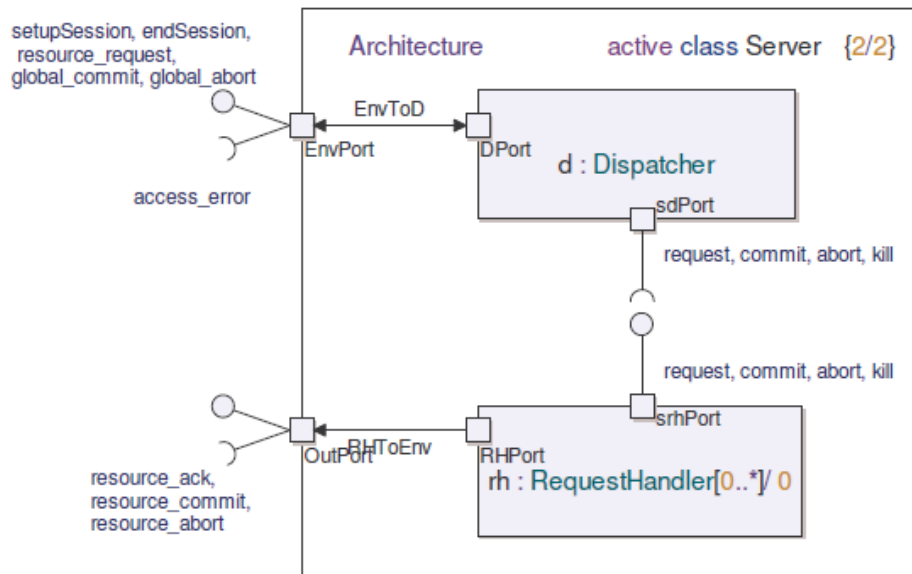 setupSession, endSession,
resource_request,
global_commit, global_abort
Architecture
active class Server {2/2}
EnvToD
EnvPort
DPort
d : Dispatcher
access_error
sdPort
request, commit, abort, kill
request, commit, abort, kill
srhPort
RHToEnv
OutPort
RHPort
rh : RequestHandler[0..*]/ 0
resource_ack,
resource_commit,
resource_abort